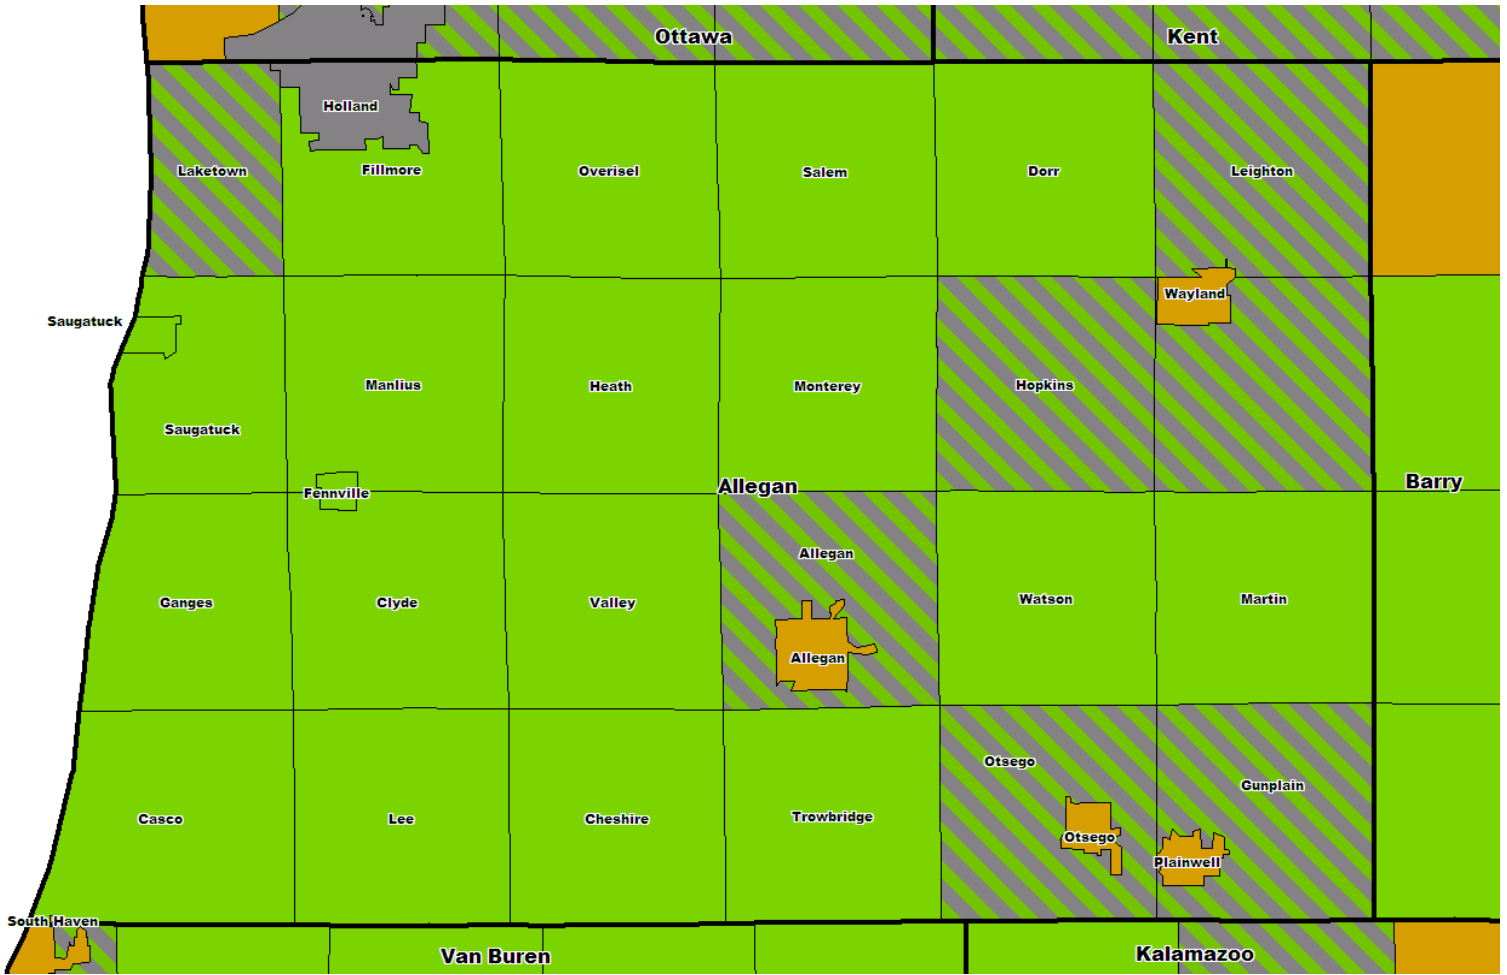 Ottawa
Kent
Holland
Laketown
Fillmore
Overisel
Salem
Dorr
Leighton
Wayland
Saugatuck
Manlius
Heath
Monterey
Hopkins
Saugatuck
Barry
Allegan
Fennville
Allegan
Ganges
Clyde
Valley
Watson
Martin
Allegan
Otsego
Gunplain
Casco
Lee
Cheshire
Trowbridge
Otsego
Plainwell
South Haven
Van Buren
Kalamazoo